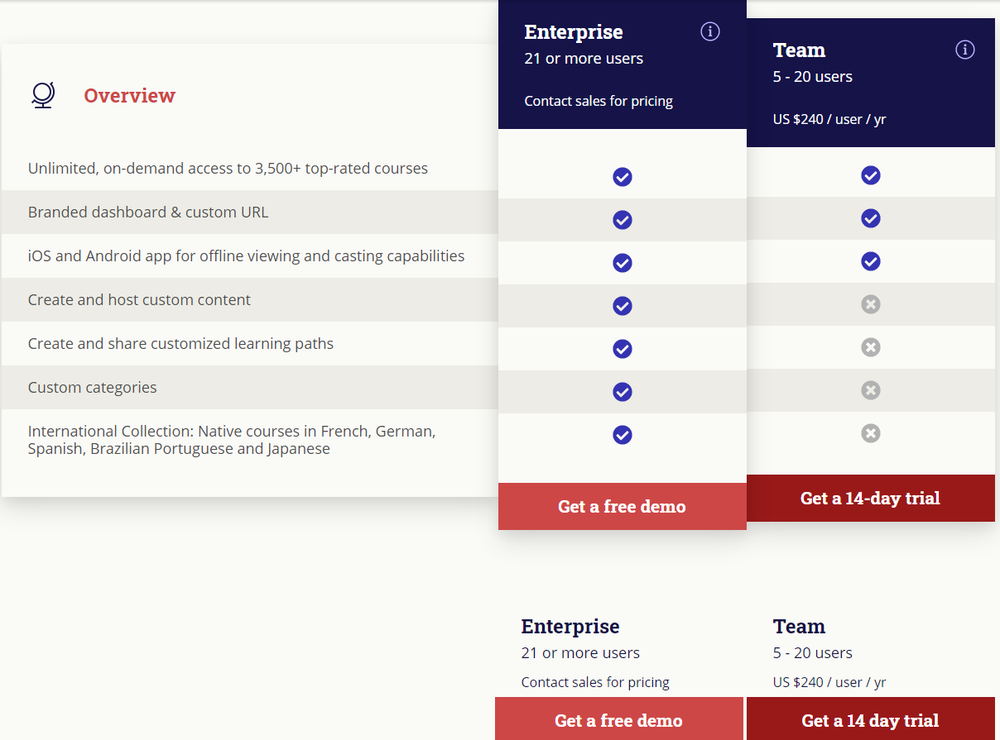 Enterprise
21 or more users
Contact sales for pricing
Team
5 - 20 users
US $240 / user / yr
Overview
Unlimited, on-demand access to 3,500+ top-rated courses
Branded dashboard & custom URL
iOS and Android app for offline viewing and casting capabilities
Create and host custom content
Create and share customized learning paths
Custom categories
International Collection: Native courses in French, German,
Spanish, Brazilian Portuguese and Japanese
Get a free demo
Get a 14-day trial
Enterprise
21 or more users
Contact sales for pricing
Get a free demo
Team
5 - 20 users
US $240 / user / yr
Get a 14 day trial